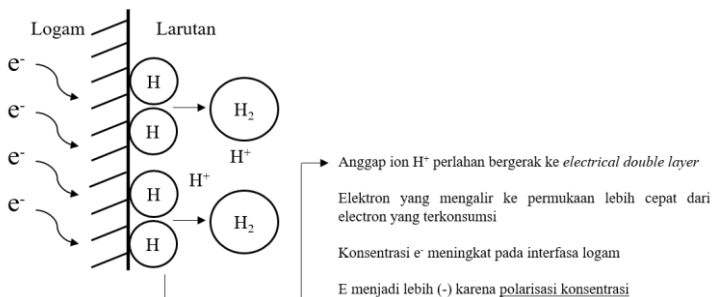 Logam
Larutan
e-
H
H2
e-
H
H+
e-
H+
H
e-
H2
H
Anggap ion H+ perlahan bergerak ke electrical double layer
Elektron yang mengalir ke permukaan lebih cepat dari
electron yang terkonsumsi
Konsentrasi e- meningkat pada interfasa logam
E menjadi lebih (-) karena polarisasi konsentrasi